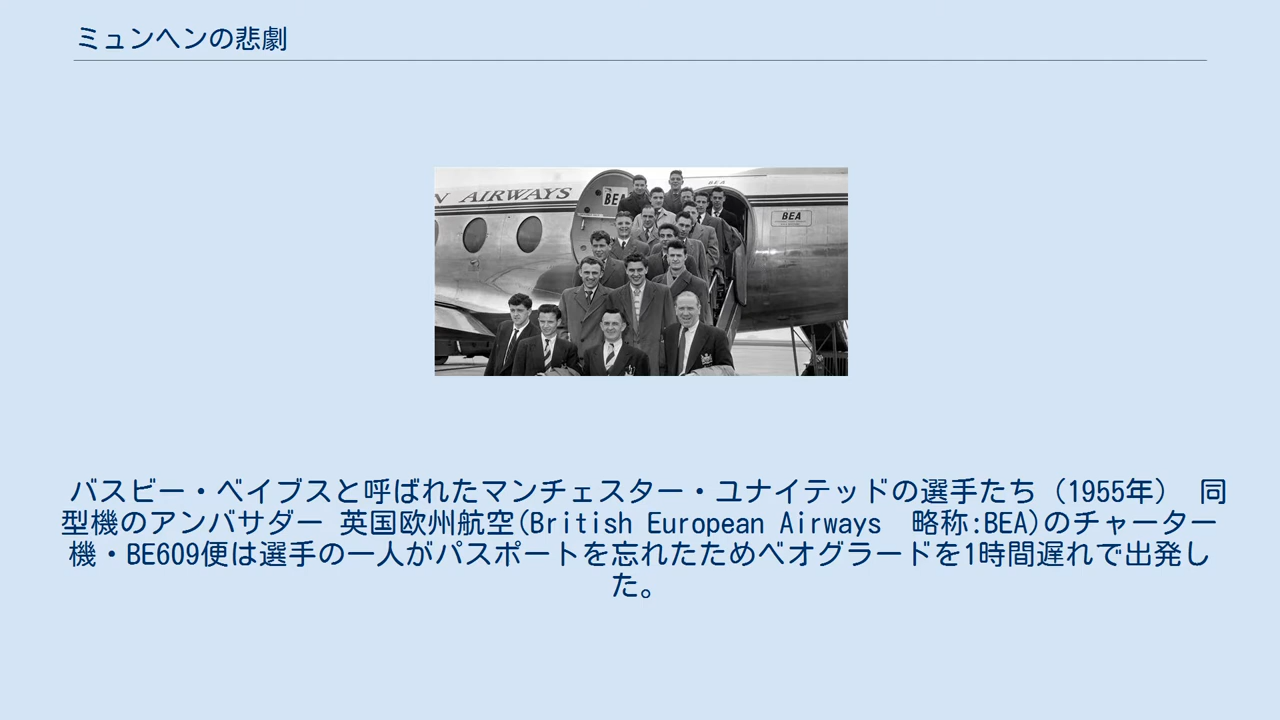 ミュンヘンの悲劇
N AIRWAYS
BEA
BEA
BEA
バスビー・ベイブスと呼ばれたマンチェスター・ユナイテッドの選手たち（1955年）　同
型機のアンバサダー 英国欧州航空(British European Airways　略称:BEA)のチャーター
機・BE609便は選手の一人がパスポートを忘れたためベオグラードを1時間遅れで出発し
た。